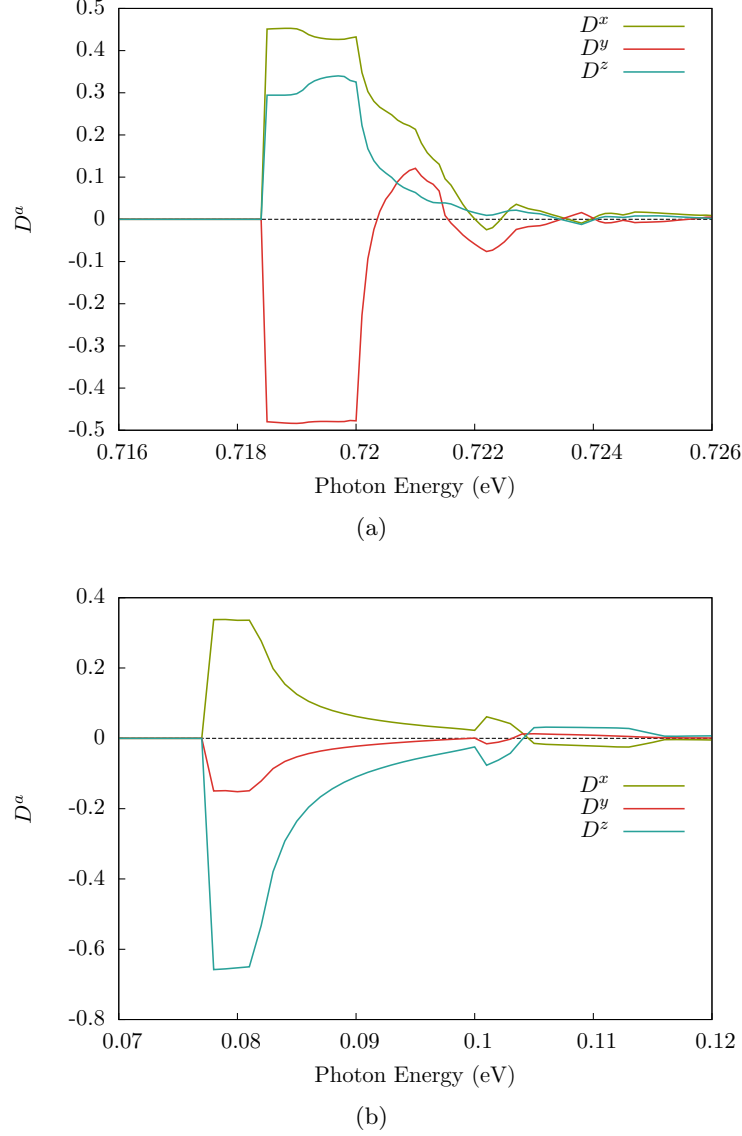 0.5
0.4
0.3
0.2
0.1
0
-0.1
-0.2
-0.3
-0.4
-0.5
D^a
D^x
D^y
D^z
0.716 0.718 0.72 0.722 0.724 0.726
Photon Energy (eV)
(a)
0.4
0.2
0
-0.2
-0.4
-0.6
-0.8
D^a
D^x
D^y
D^z
0.07 0.08 0.09 0.1 0.11 0.12
Photon Energy (eV)
(b)